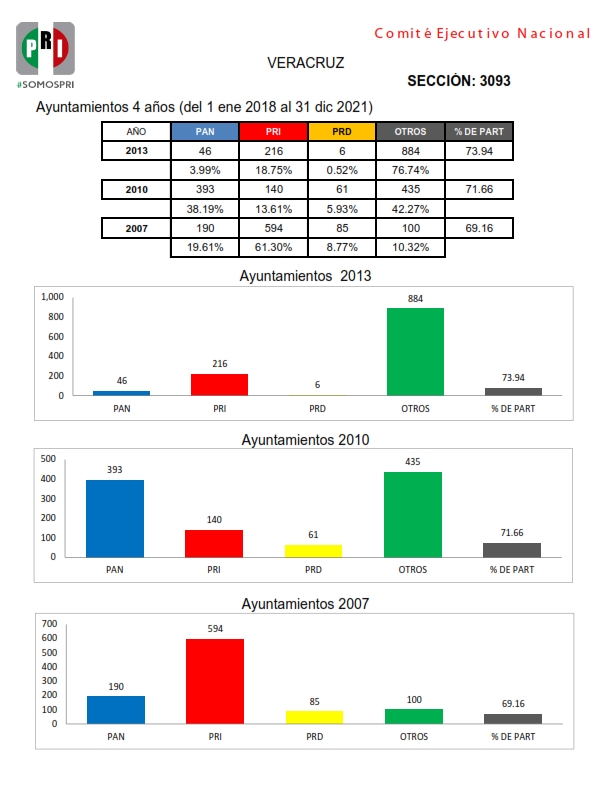 Comité Ejecutivo Nacional
PRI
#SOMOSPRI
VERACRUZ
SECCIÓN: 3093
Ayuntamientos 4 años (del 1 ene 2018 al 31 dic 2021)
AÑO PAN PRI PRD OTROS % DE PART
2013 46 216 6 884 73.94
3.99% 18.75% 0.52% 76.74%
2010 393 140 61 435 71.66
38.19% 13.61% 5.93% 42.27%
2007 190 594 85 100 69.16
19.61% 61.30% 8.77% 10.32%
Ayuntamientos 2013
1,000
800
600
400
200
0
46 216 6 884 73.94
PAN PRI PRD OTROS % DE PART
Ayuntamientos 2010
500
400
300
200
100
0
393 140 61 435 71.66
PAN PRI PRD OTROS % DE PART
Ayuntamientos 2007
700
600
500
400
300
200
100
0
190 594 85 100 69.16
PAN PRI PRD OTROS % DE PART